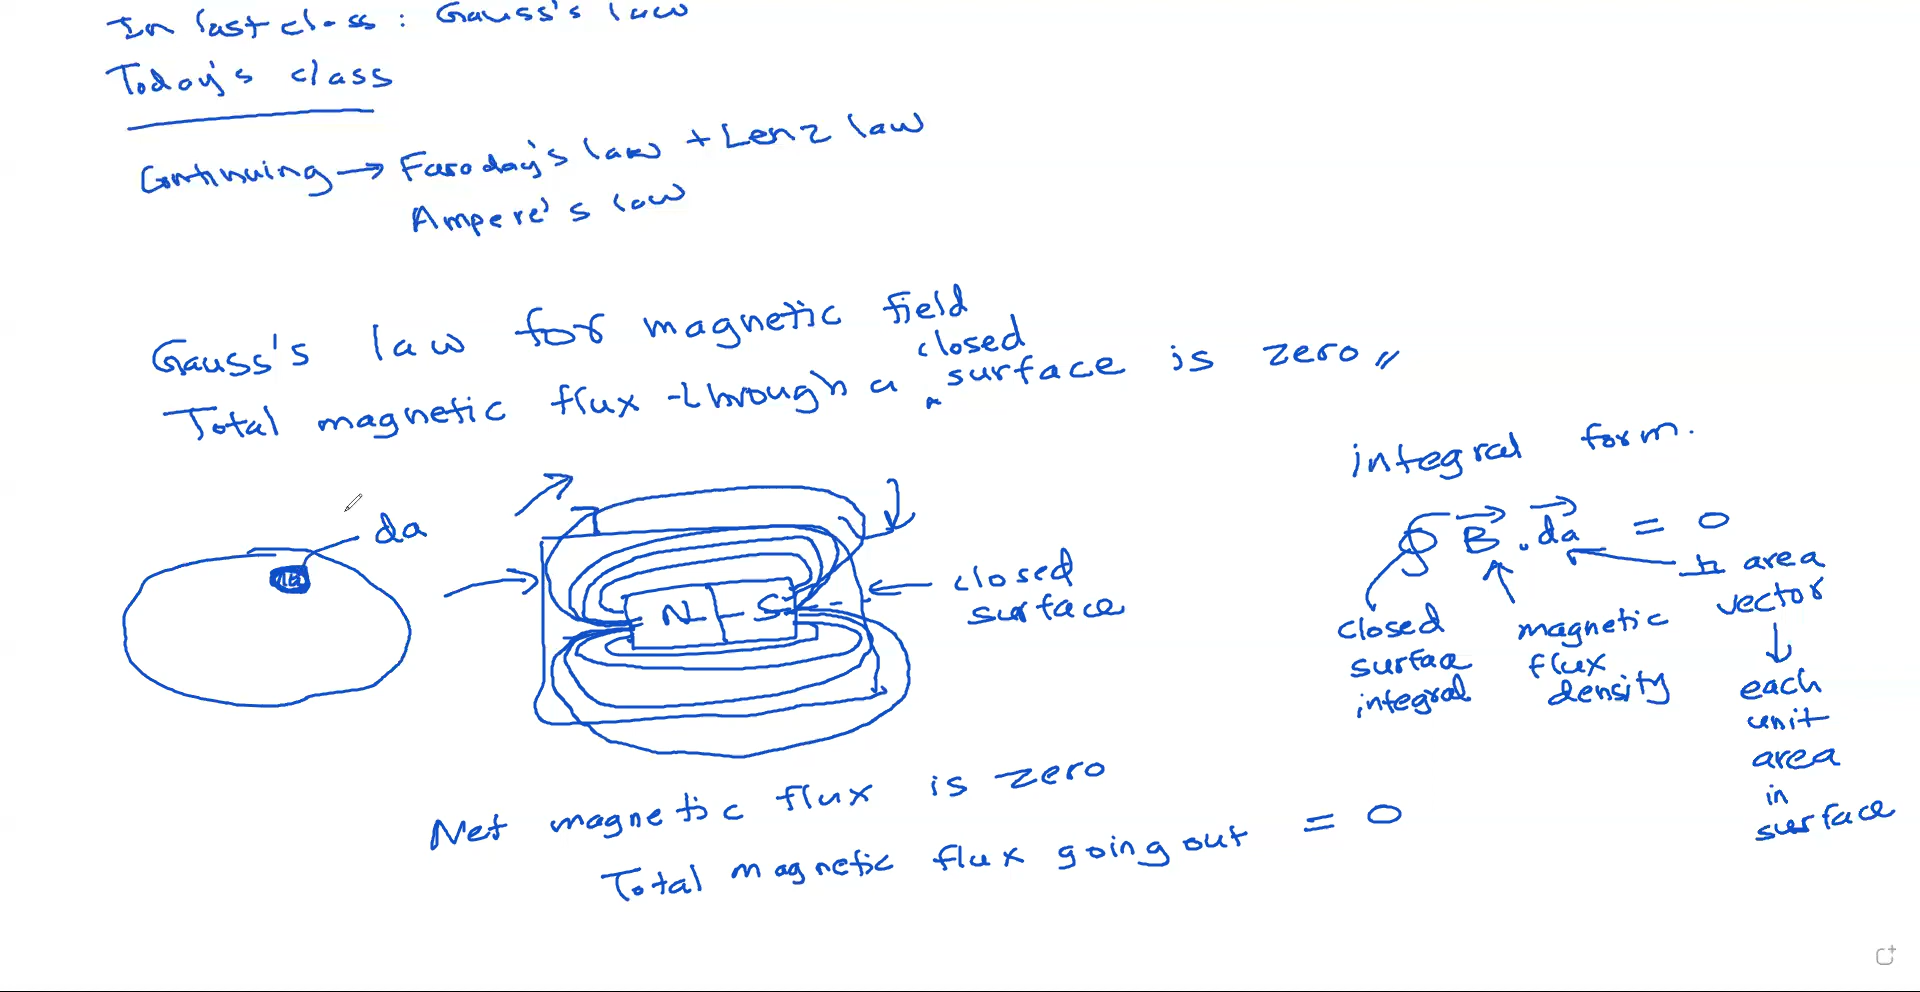 In last class : Gauss's law
Today's class
Continuing → Faroday's law + Lenz law
Ampere's law
Gauss's law for magnetic field
closed
Total magnetic flux through a surface is zero,,
integral form.
da
N S
closed
surface
∮ B . da = 0
closed
surfaa
integral
magnetic
flux
density
area
vector
each
unit
area
in
surface
Net magnetic flux is zero
Total magnetic flux going out = 0